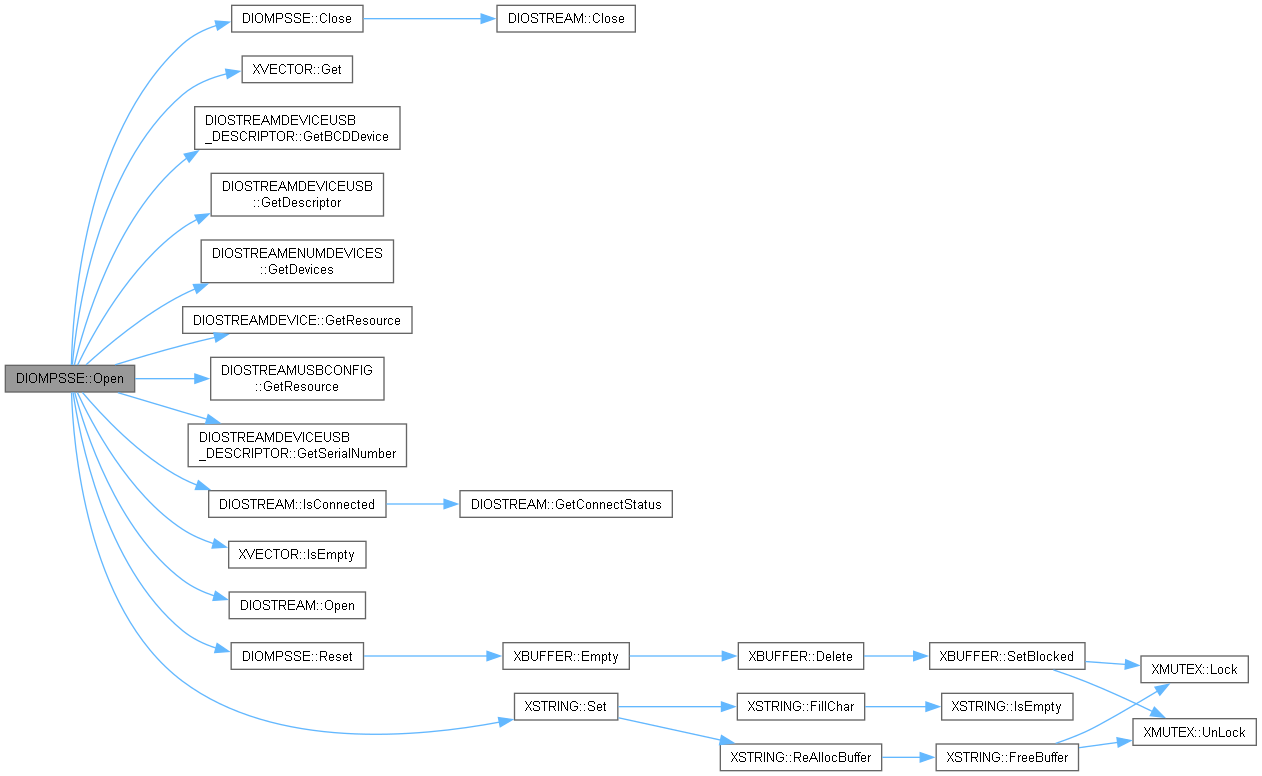 DIOMPSSE::Close
DIOSTREAM::Close
XVECTOR::Get
DIOSTREAMDEVICEUSB
_DESCRIPTOR::GetBCDDevice
DIOSTREAMDEVICEUSB
::GetDescriptor
DIOSTREAMENUMDEVICES
::GetDevices
DIOSTREAMDEVICE::GetResource
DIOMPSSE::Open
DIOSTREAMUSBCONFIG
::GetResource
DIOSTREAMDEVICEUSB
_DESCRIPTOR::GetSerialNumber
DIOSTREAM::IsConnected
DIOSTREAM::GetConnectStatus
XVECTOR::IsEmpty
DIOSTREAM::Open
DIOMPSSE::Reset
XBUFFER::Empty
XBUFFER::Delete
XBUFFER::SetBlocked
XMUTEX::Lock
XSTRING::Set
XSTRING::FillChar
XSTRING::IsEmpty
XMUTEX::UnLock
XSTRING::ReAllocBuffer
XSTRING::FreeBuffer